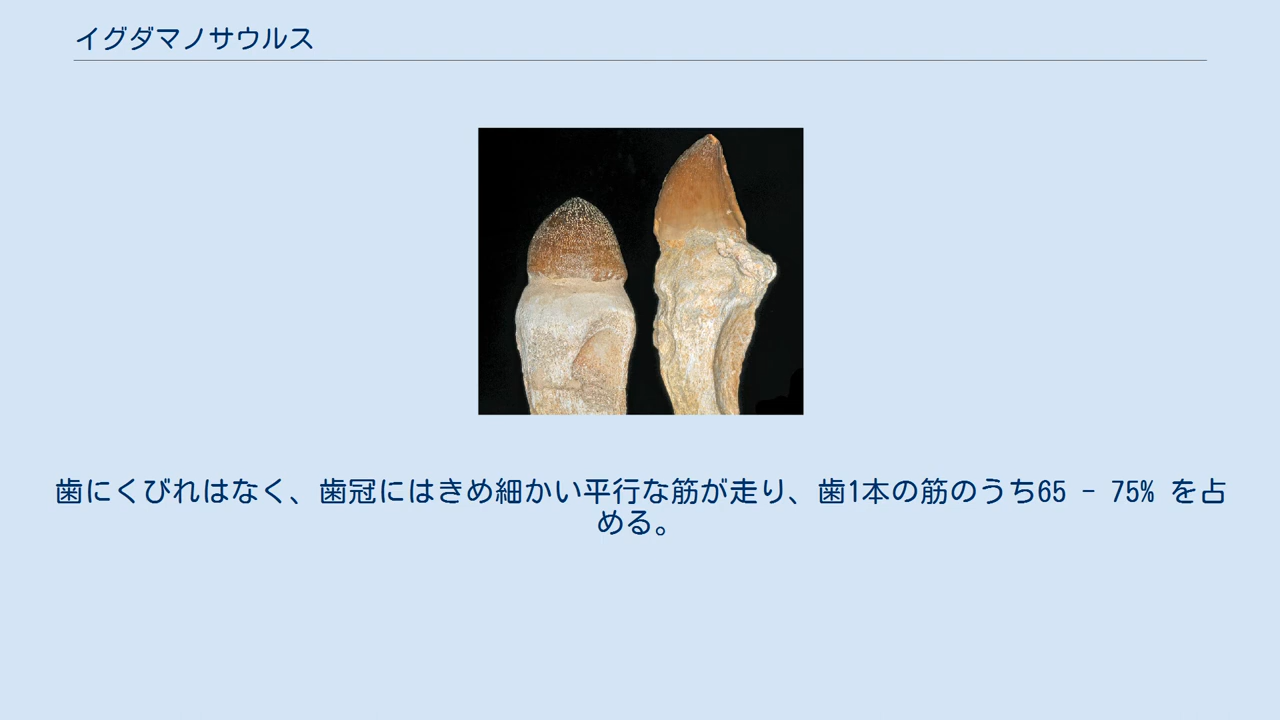 イグダマノサウルス
歯にくびれはなく、歯冠にはきめ細かい平行な筋が走り、歯1本の筋のうち65 - 75% を占
める。